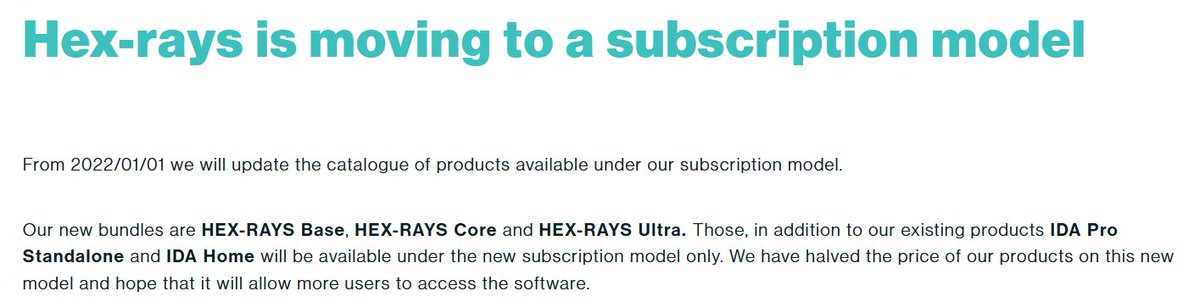 Hex-rays is moving to a subscription model
From 2022/01/01 we will update the catalogue of products available under our subscription model.
Our new bundles are HEX-RAYS Base, HEX-RAYS Core and HEX-RAYS Ultra. Those, in addition to our existing products IDA Pro
Standalone and IDA Home will be available under the new subscription model only. We have halved the price of our products on this new
model and hope that it will allow more users to access the software.